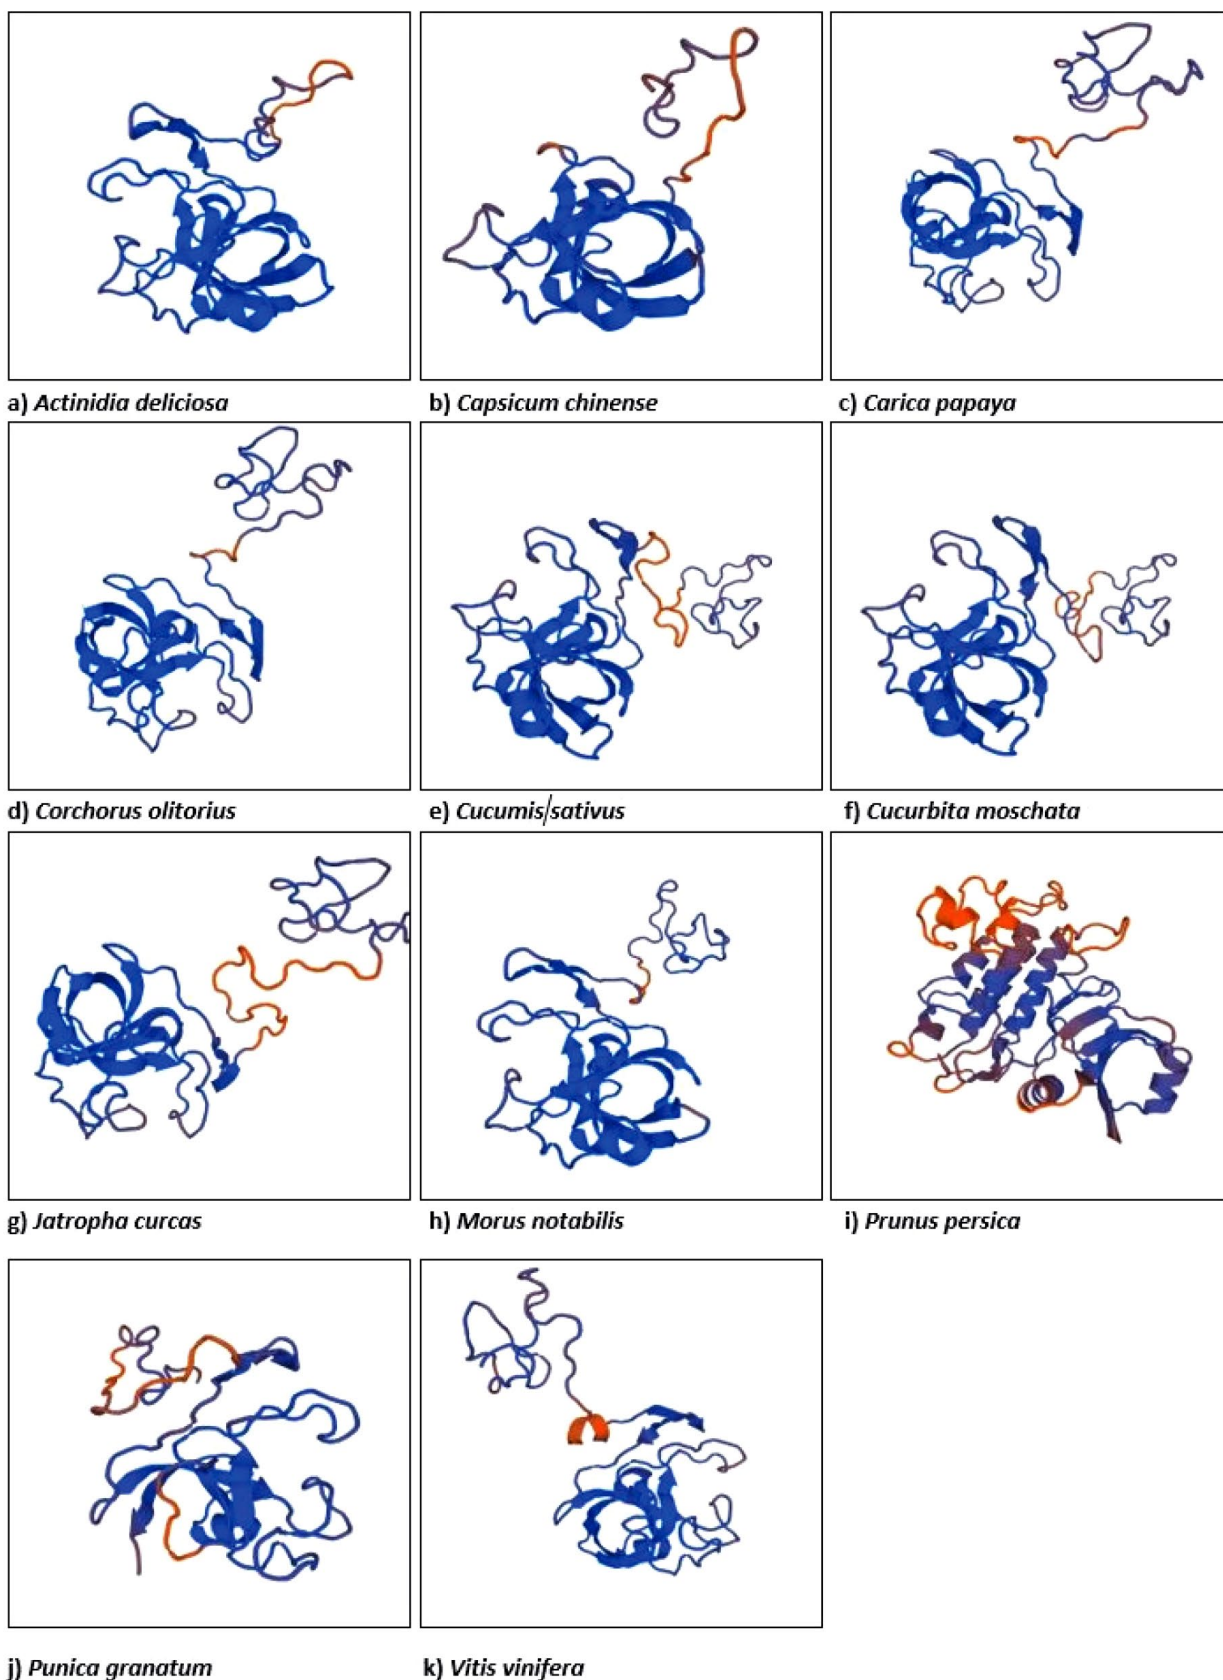 a) Actinidia deliciosa
b) Capsicum chinense
c) Carica papaya
d) Corchorus olitorius
e) Cucumis/sativus
f) Cucurbita moschata
g) Jatropha curcas
h) Morus notabilis
i) Prunus persica
j) Punica granatum
k) Vitis vinifera